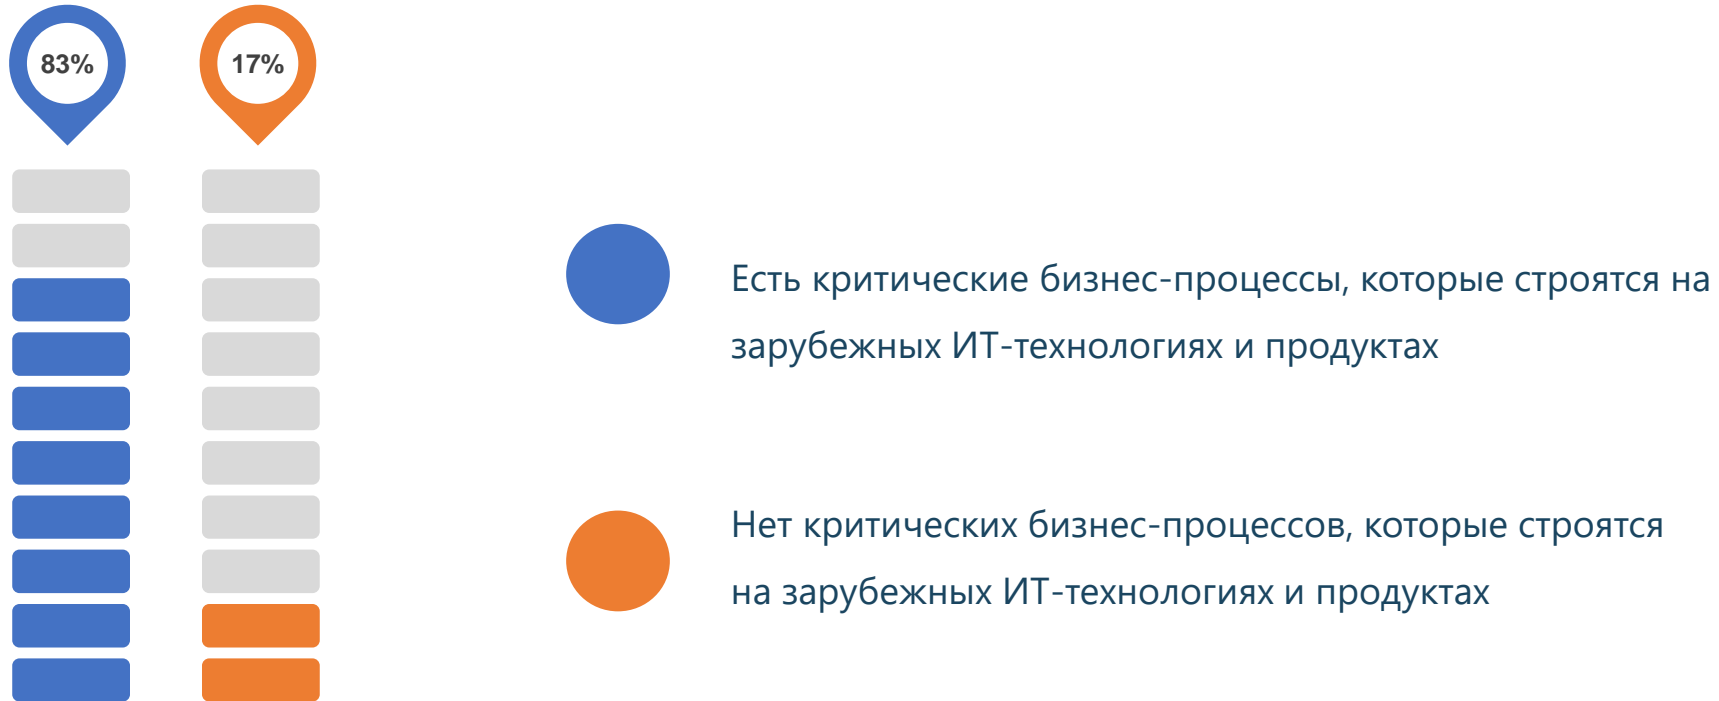 83%
17%
Есть критические бизнес-процессы, которые строятся на
зарубежных ИТ-технологиях и продуктах
Нет критических бизнес-процессов, которые строятся
на зарубежных ИТ-технологиях и продуктах